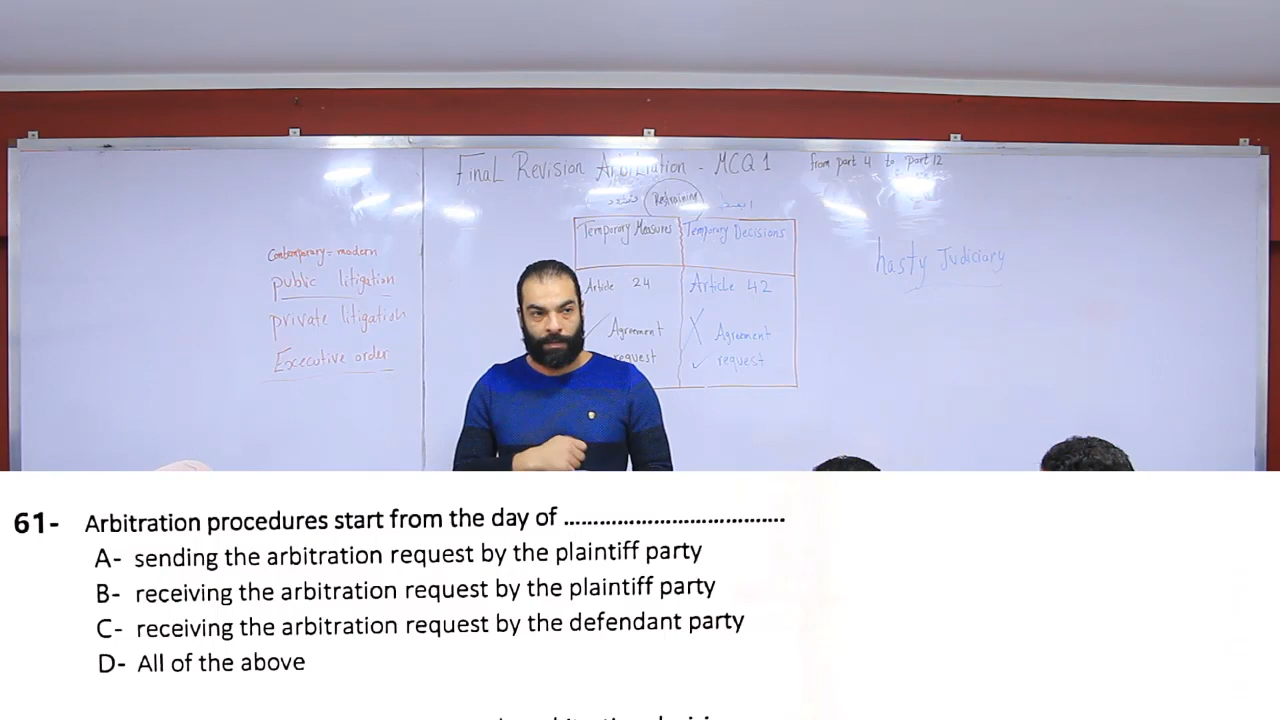 Final Revision Arbitration - MCQ 1
from part 4 to part 12
Restraining
Temporary Measures
Temporary Decisions
Article 24
Article 42
✓ Agreement
X Agreement
request
✓ request
hasty Judiciary
Contemporary = modern
public litigation
private litigation
Excecutive order
61- Arbitration procedures start from the day of ......................................
A- sending the arbitration request by the plaintiff party
B- receiving the arbitration request by the plaintiff party
C- receiving the arbitration request by the defendant party
D- All of the above